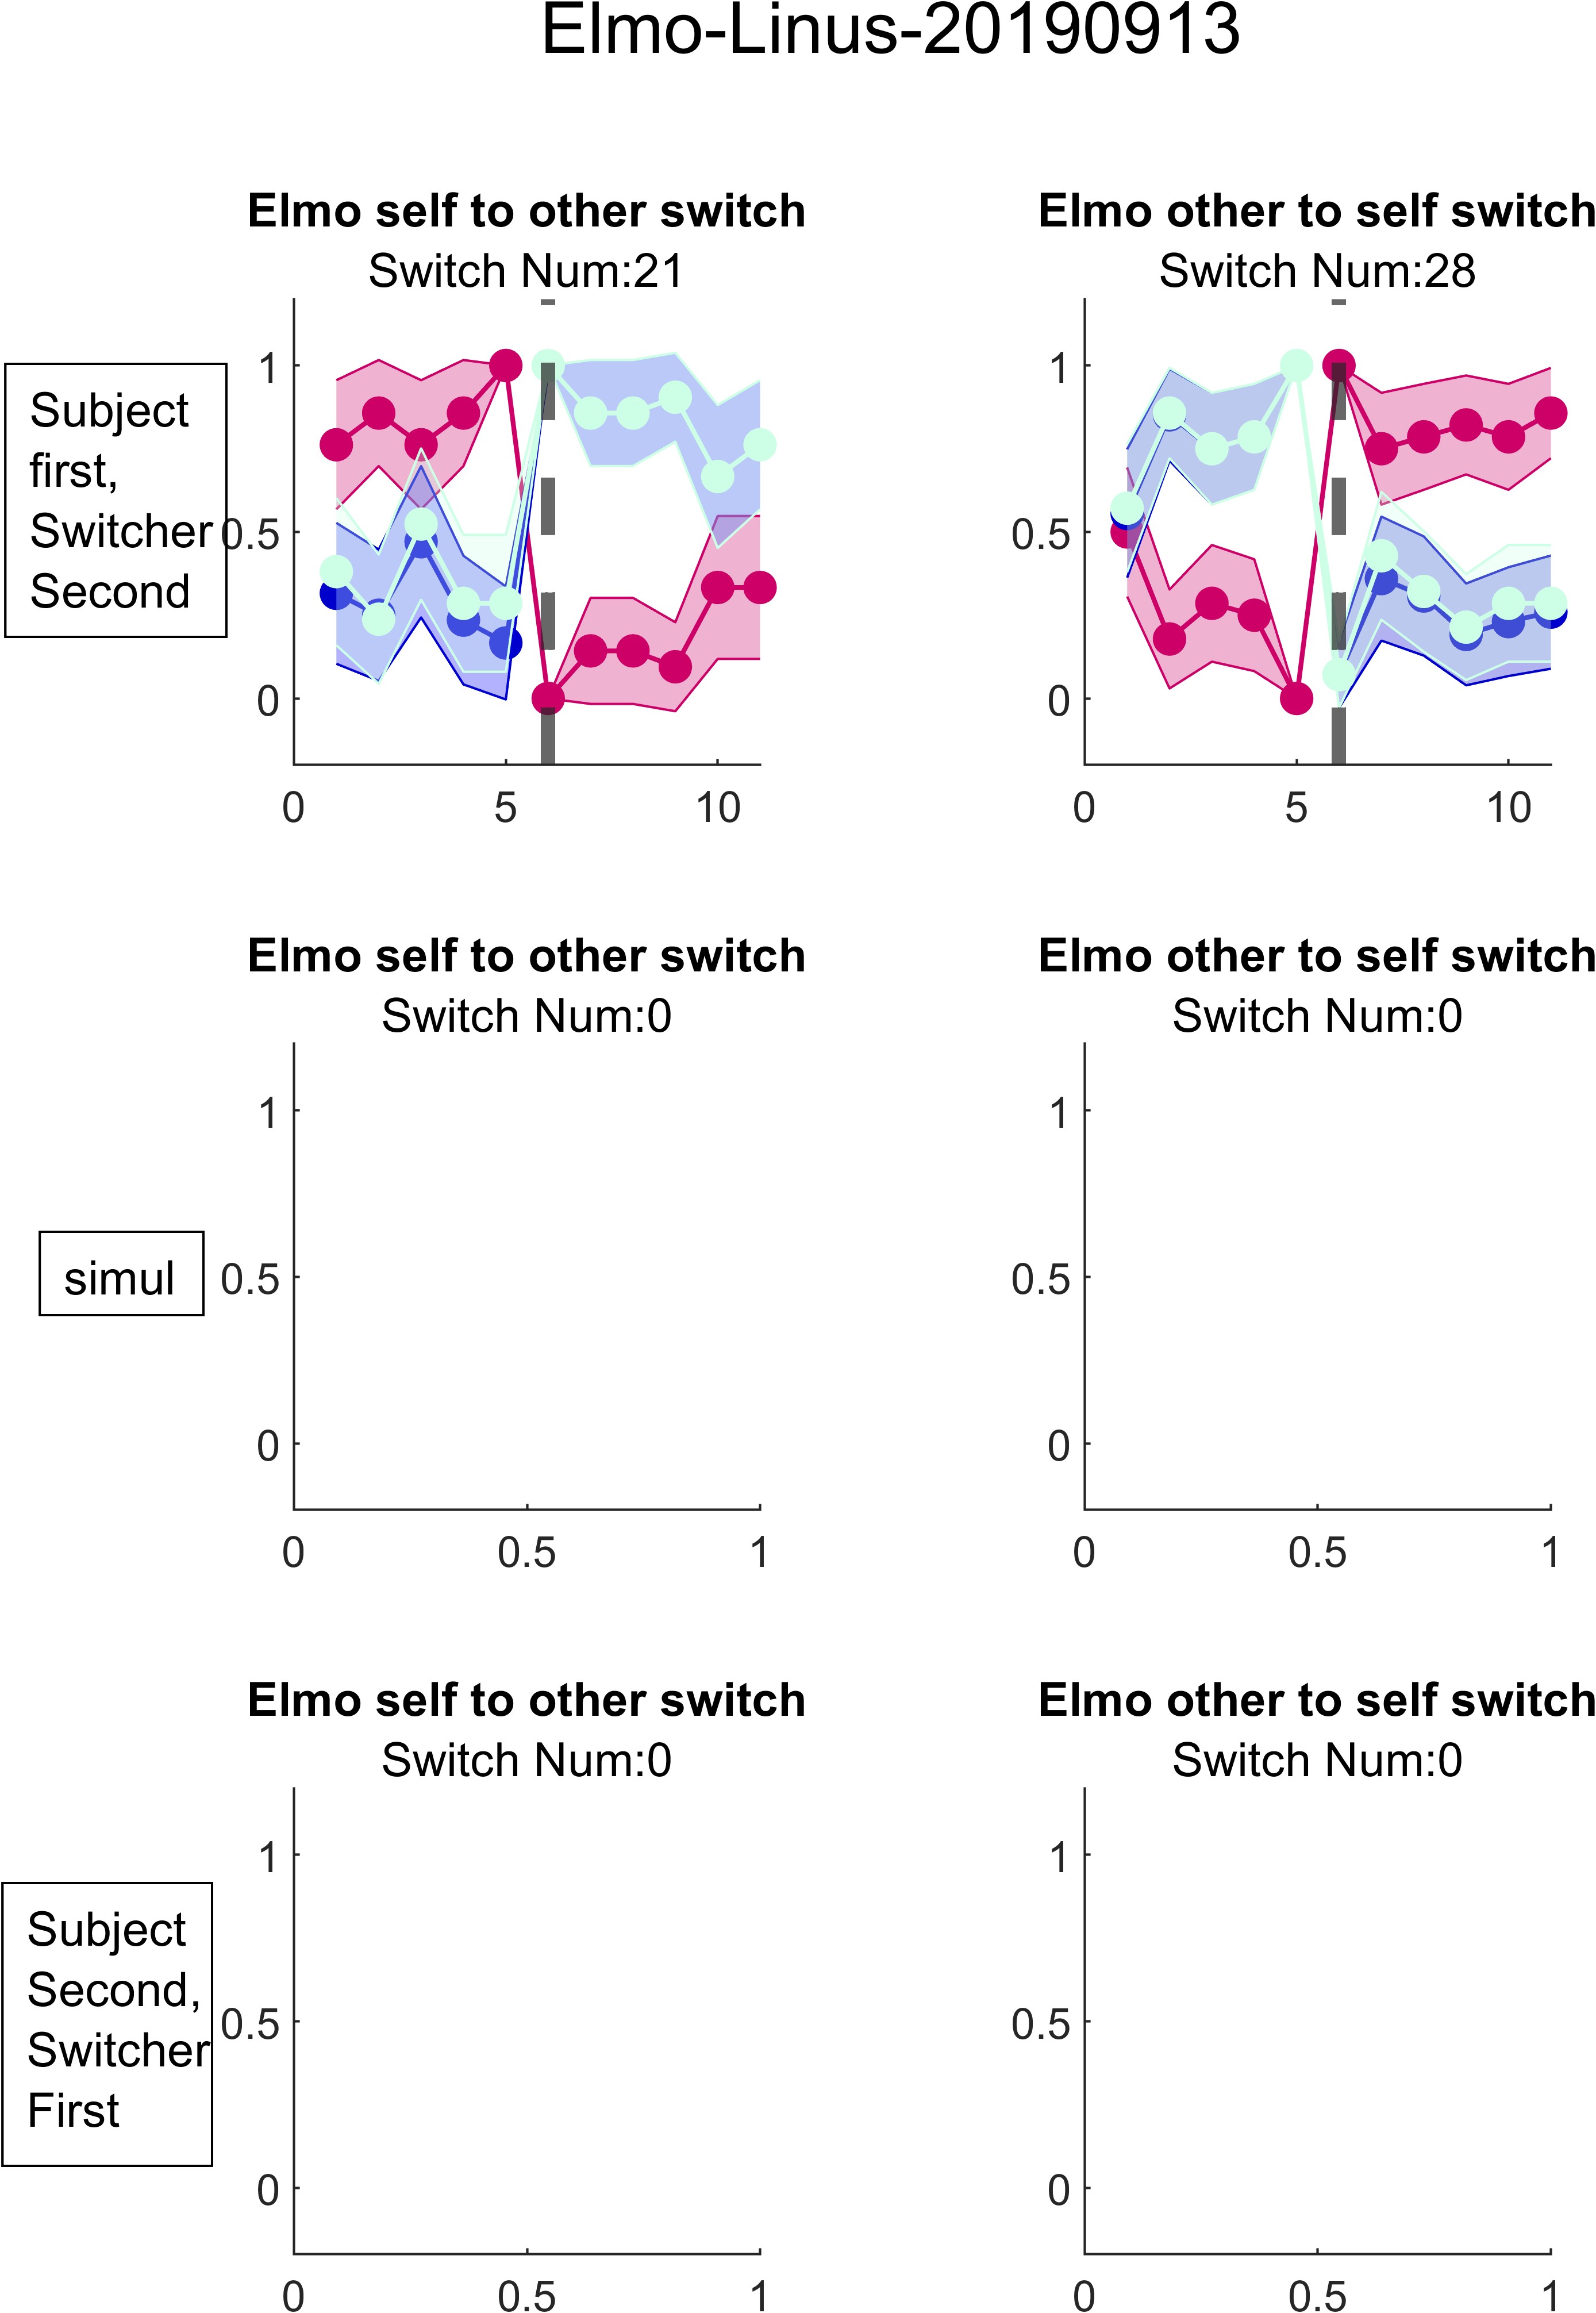 Elmo-Linus-20190913
Elmo self to other switch
Switch Num:21
Elmo other to self switch
Switch Num:28
Subject
first,
Switcher
Second
1
0.5
0
0
5
10
1
0.5
0
0
5
10
Elmo self to other switch
Switch Num:0
Elmo other to self switch
Switch Num:0
simul
1
0.5
0
0
0.5
1
1
0.5
0
0
0.5
1
Elmo self to other switch
Switch Num:0
Elmo other to self switch
Switch Num:0
Subject
Second,
Switcher
First
1
0.5
0
0
0.5
1
1
0.5
0
0
0.5
1